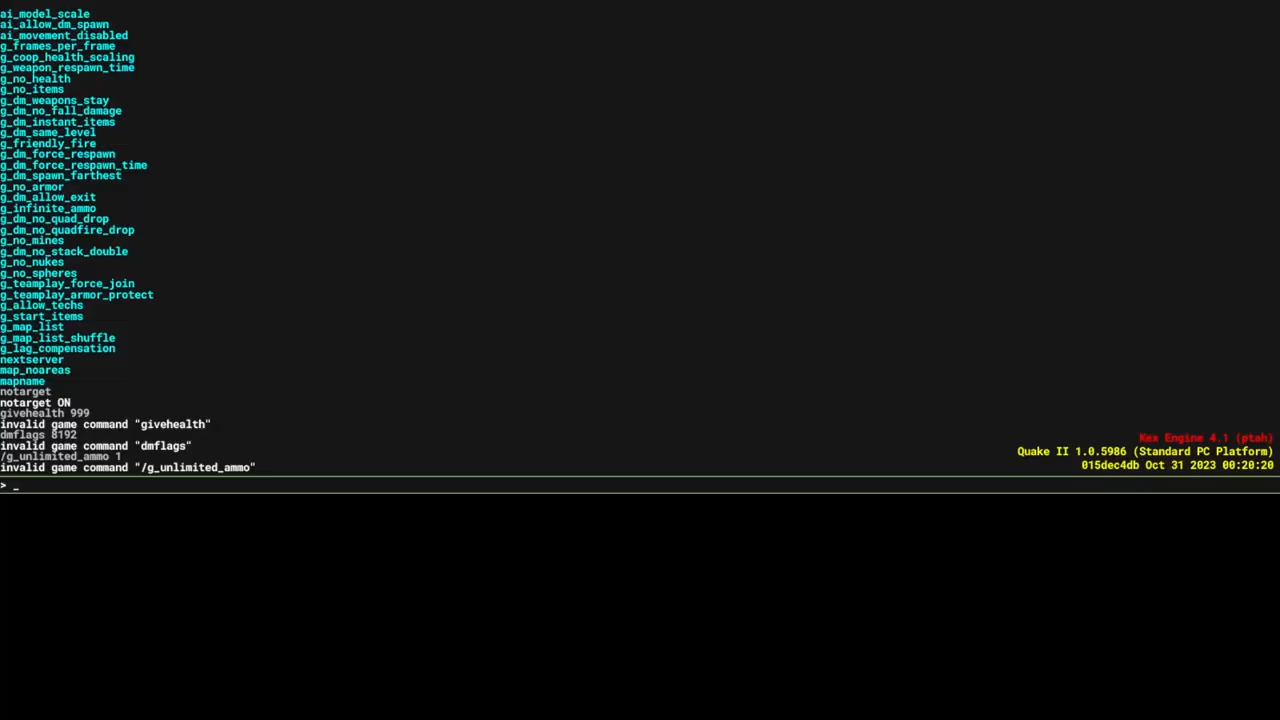 ai_model_scale
ai_allow_dm_spawn
ai_movement_disabled
g_frames_per_frame
g_coop_health_scaling
g_weapon_respawn_time
g_no_health
g_no_items
g_dm_weapons_stay
g_dm_no_fall_damage
g_dm_instant_items
g_dm_same_level
g_friendly_fire
g_dm_force_respawn
g_dm_force_respawn_time
g_dm_spawn_farthest
g_no_armor
g_dm_allow_exit
g_infinite_ammo
g_dm_no_quad_drop
g_dm_no_quadfire_drop
g_no_mines
g_dm_no_stack_double
g_no_nukes
g_no_spheres
g_teamplay_force_join
g_teamplay_armor_protect
g_allow_techs
g_start_items
g_map_list
g_map_list_shuffle
g_lag_compensation
nextserver
map_noareas
mapname
notarget
notarget ON
givehealth 999
invalid game command "givehealth"
dmflags 8192
invalid game command "dmflags"
/g_unlimited_ammo 1
invalid game command "/g_unlimited_ammo"
Kex Engine 4.1 (ptah)
Quake II 1.0.5986 (Standard PC Platform)
015dec4db Oct 31 2023 00:20:20
> _